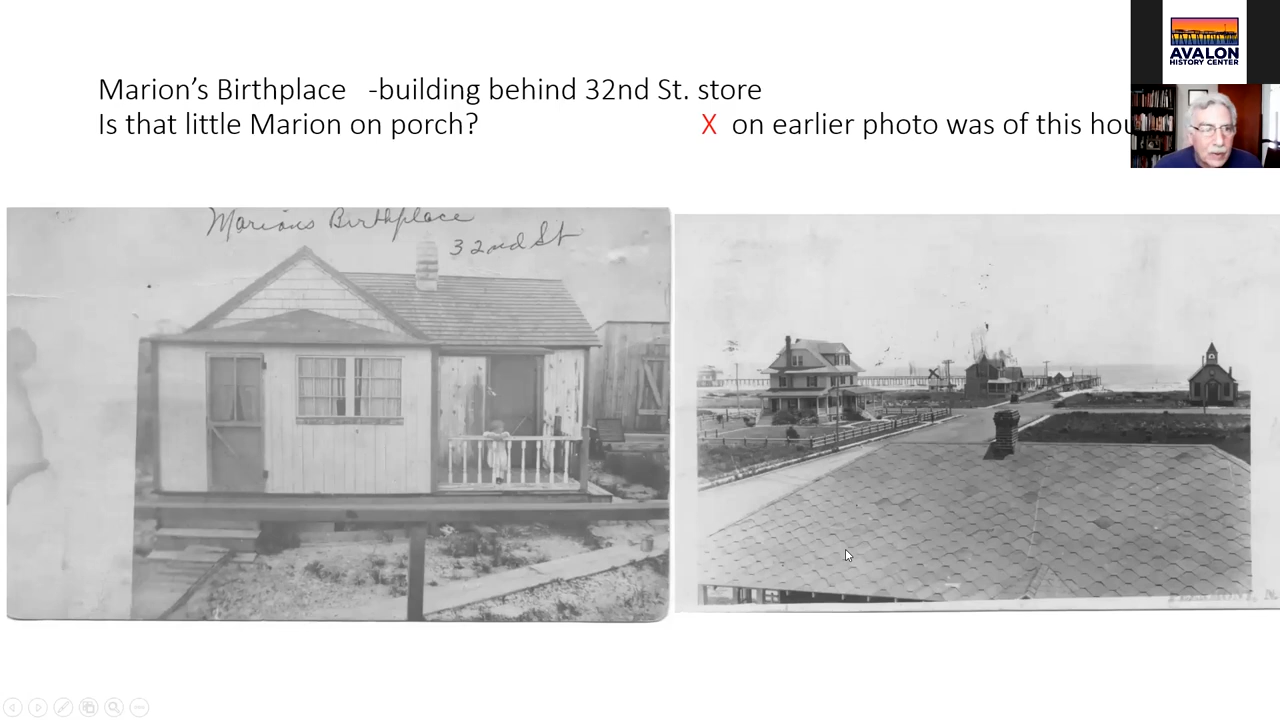 AVALON
HISTORY CENTER
Marion's Birthplace -building behind 32nd St. store
Is that little Marion on porch?
X on earlier photo was of this hou
Marions Birthplace
32nd St